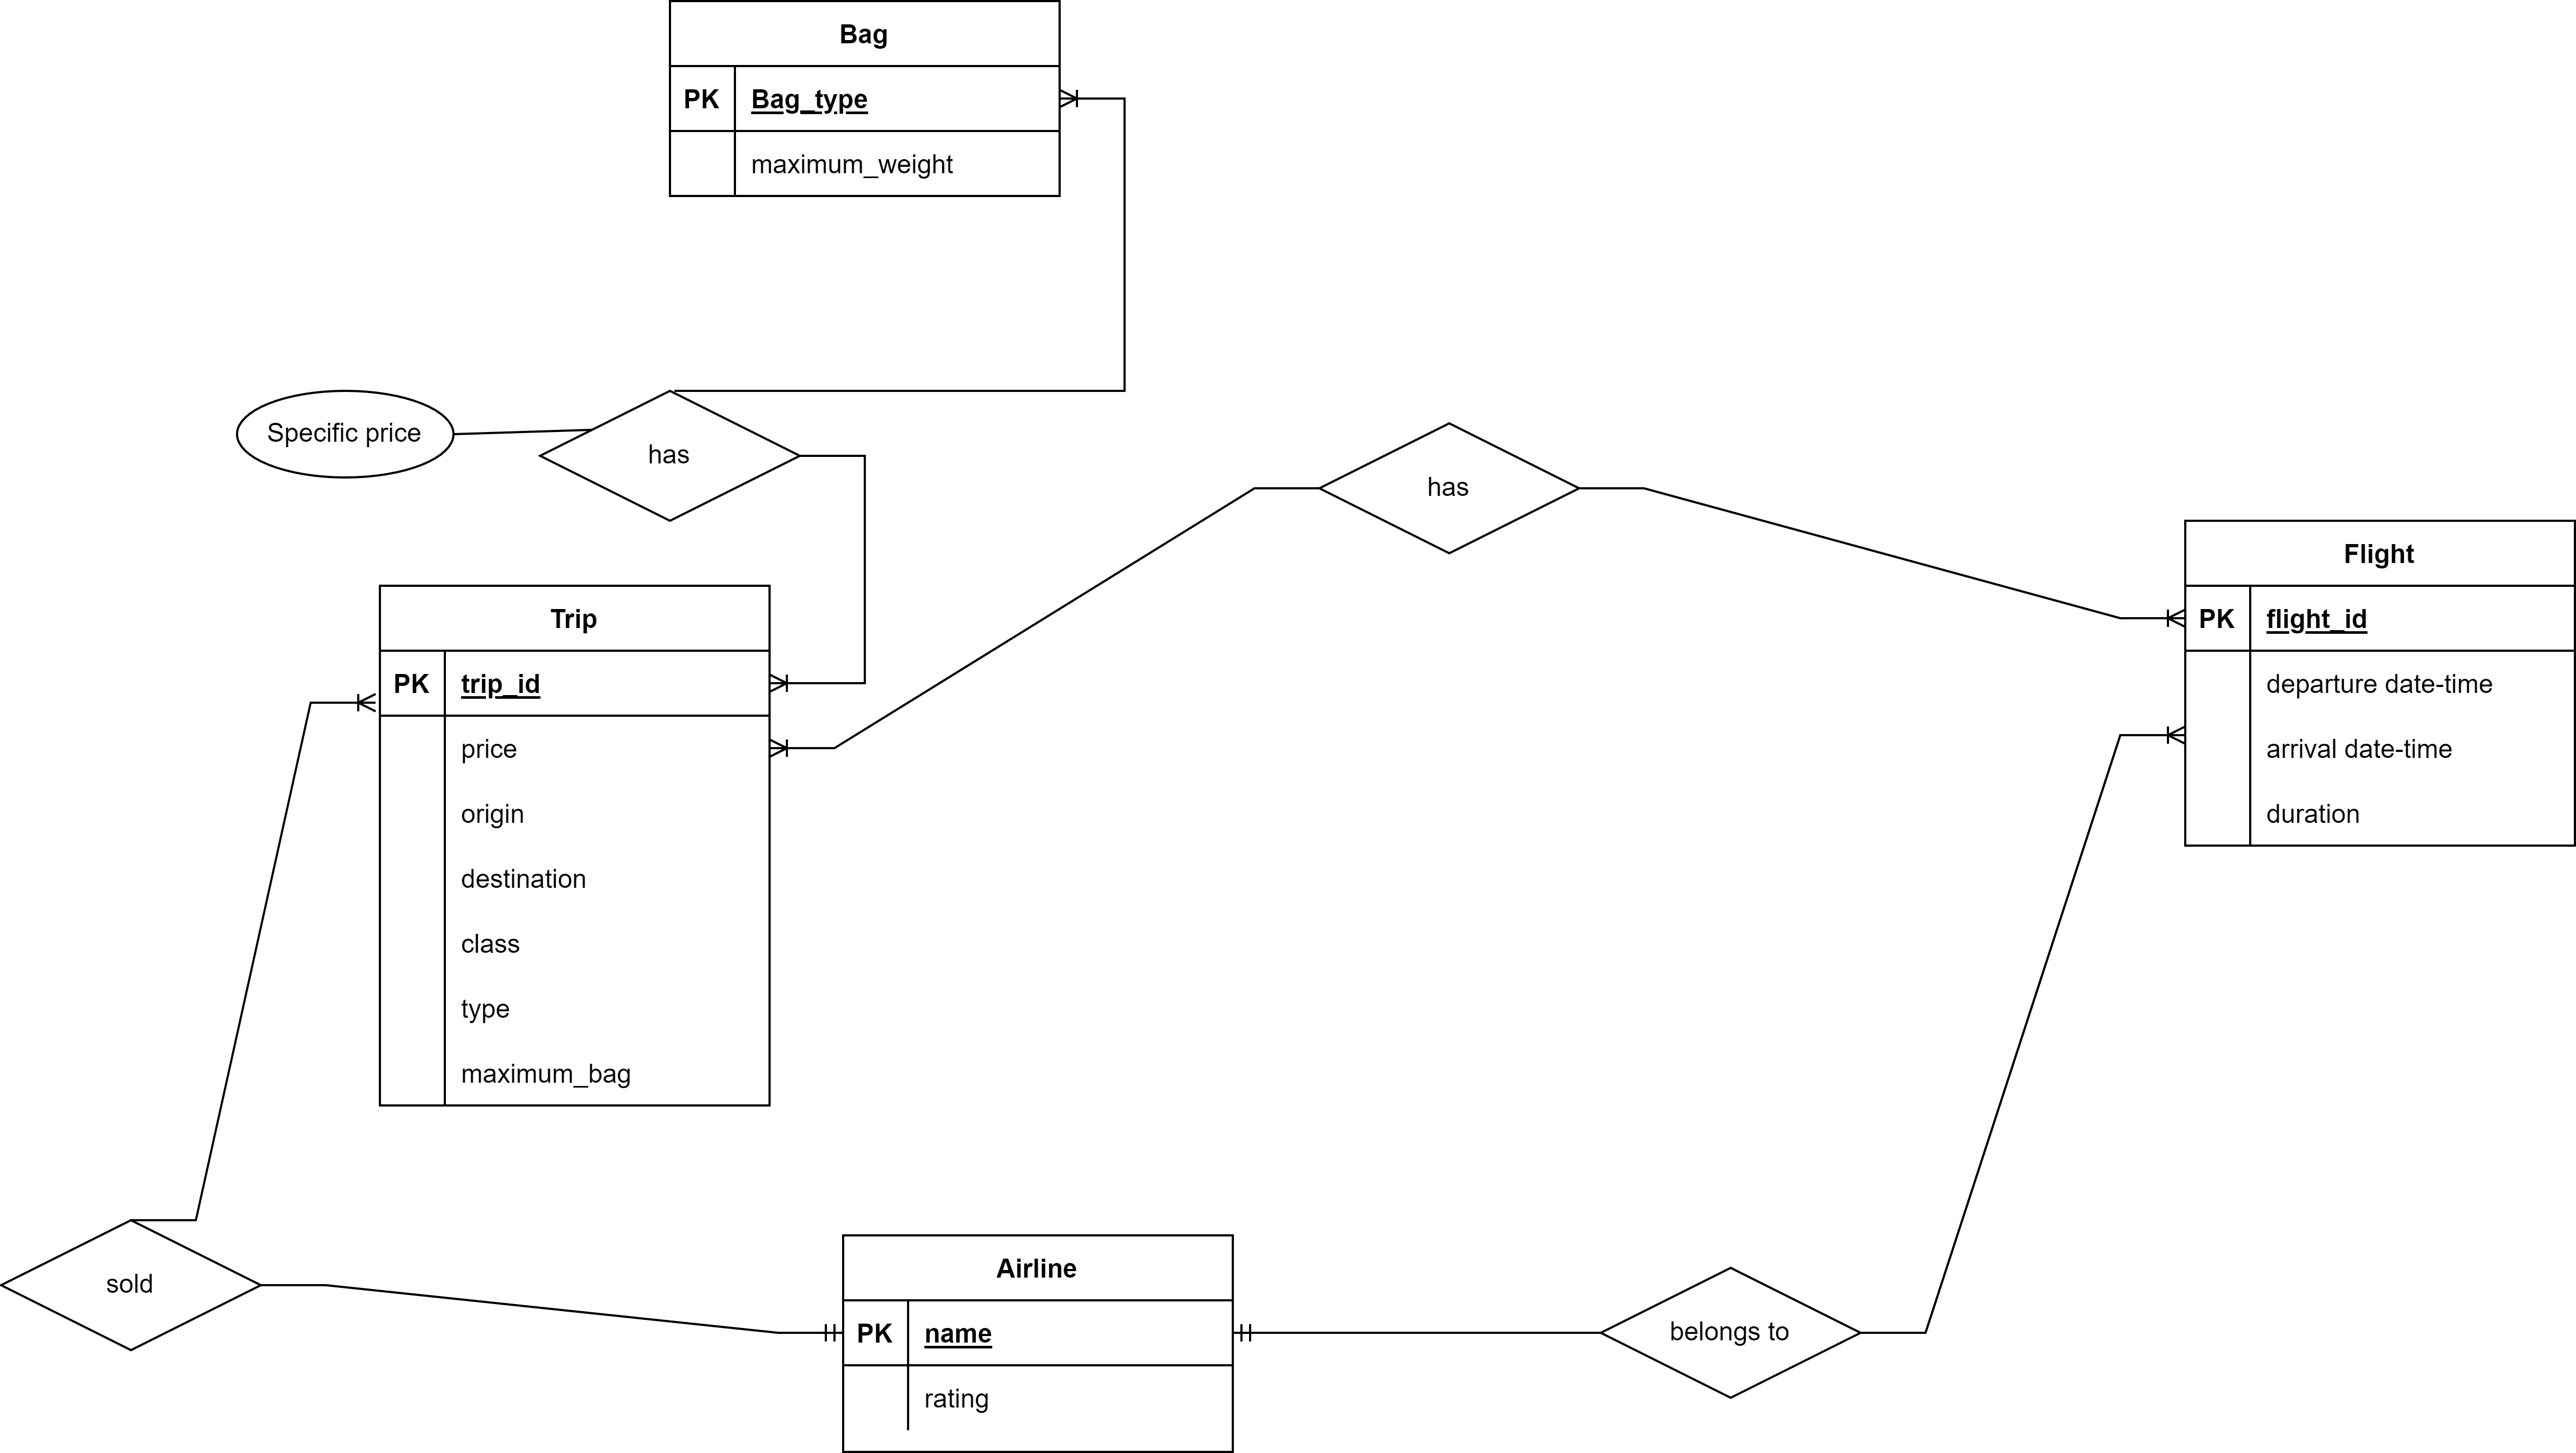 Bag
PK Bag_type
maximum_weight
Specific price
has
has
Flight
PK flight_id
departure date-time
arrival date-time
duration
Trip
PK trip_id
price
origin
destination
class
type
maximum_bag
sold
Airline
PK name
rating
belongs to